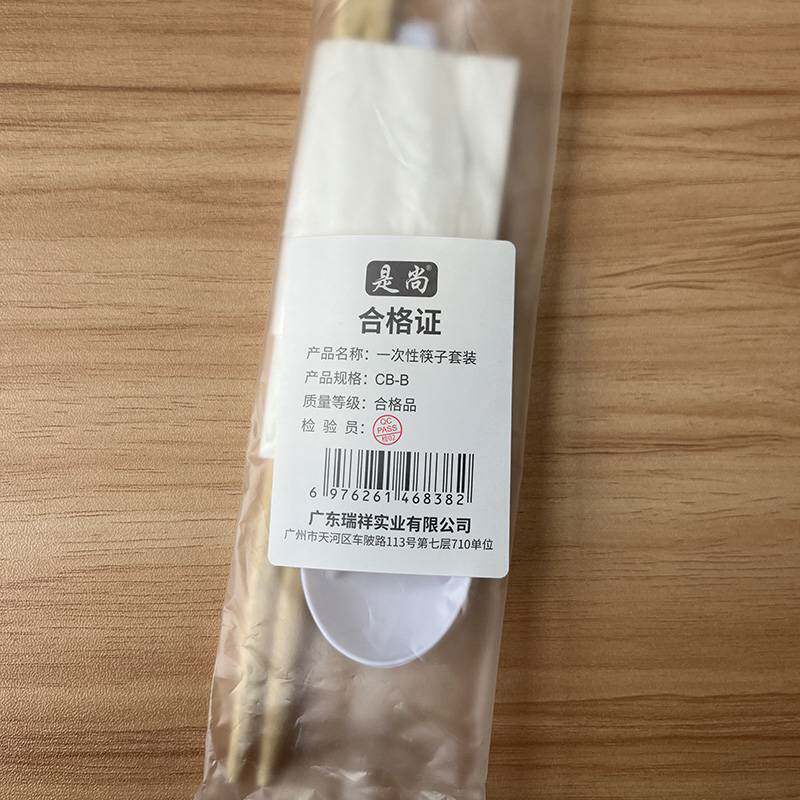 是尚®
合格证
产品名称：一次性筷子套装
产品规格：CB-B
质量等级：合格品
检 验 员：
QC
PASS
检02
6 976261 468382
广东瑞祥实业有限公司
广州市天河区车陂路113号第七层710单位